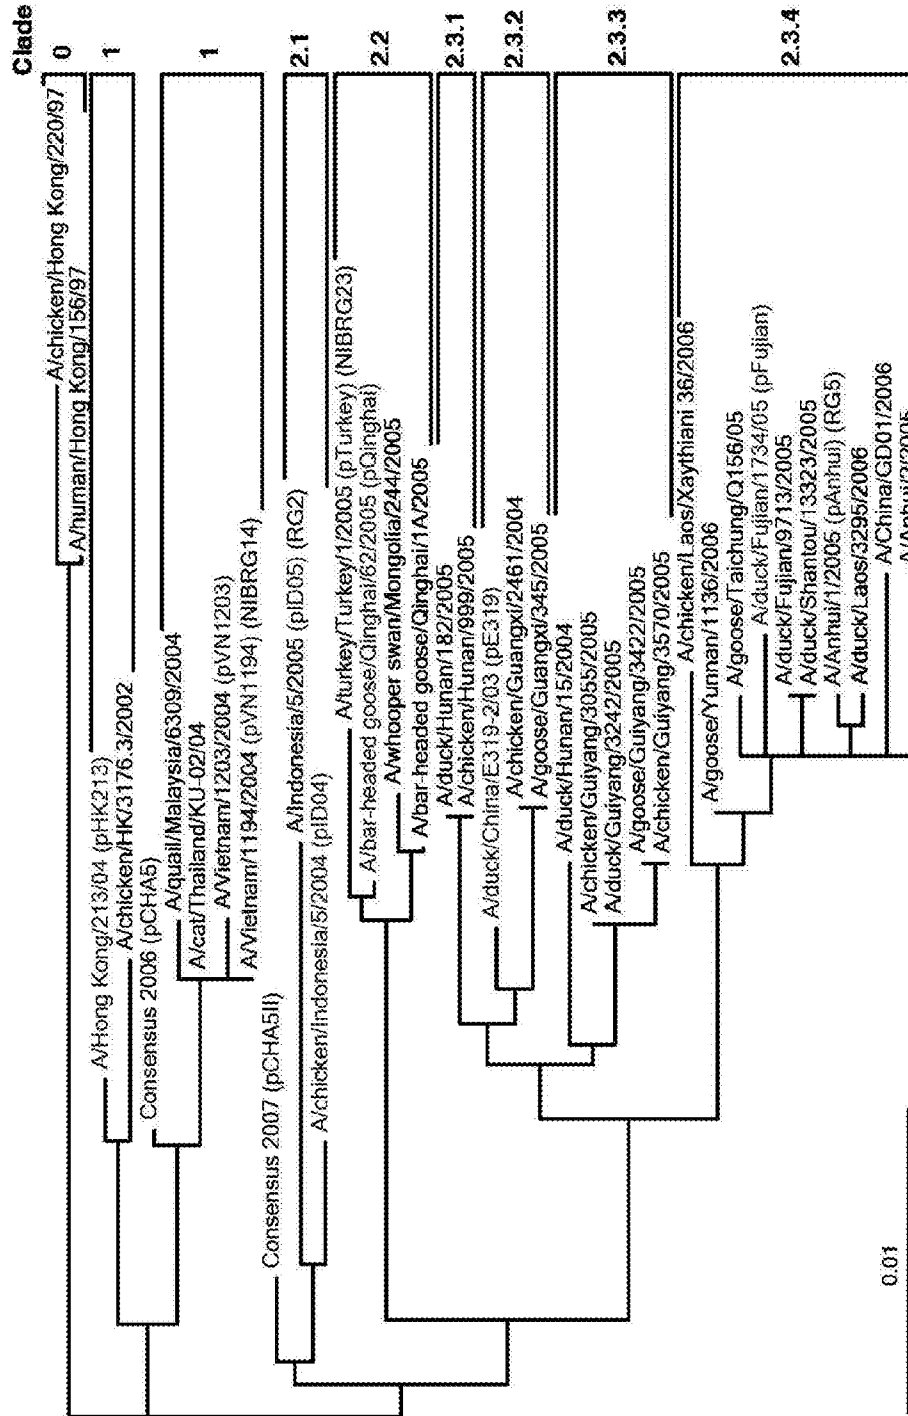 Clade
0
1
1
2.1
2.2
2.3.1
2.3.2
2.3.3
2.3.4
A/chicken/Hong Kong/220/97
A/human/Hong Kong/156/97
A/Hong Kong/213/04 (pHK213)
A/chicken/HK/3176.3/2002
Consensus 2006 (pCHA5)
A/quail/Malaysia/6309/2004
A/cat/Thailand/KU-02/04
A/Vietnam/1203/2004 (pVN1203)
A/Vietnam/1194/2004 (pVN1194) (NIBRG14)
Consensus 2007 (pCHA5II)
A/Indonesia/5/2005 (pID05) (RG2)
A/chicken/Indonesia/5/2004 (pID04)
A/turkey/Turkey/1/2005 (pTurkey) (NIBRG23)
A/bar-headed goose/Qinghai/62/2005 (pQinghai)
A/whooper swan/Mongolia/244/2005
A/bar-headed goose/Qinghai/1A/2005
A/duck/Hunan/182/2005
A/chicken/Hunan/999/2005
A/duck/China/E319-2/03 (pE319)
A/chicken/Guangxi/2461/2004
A/goose/Guangxi/345/2005
A/duck/Hunan/15/2004
A/chicken/Guiyang/3055/2005
A/duck/Guiyang/3242/2005
A/goose/Guiyang/3422/2005
A/chicken/Guiyang/3570/2005
A/chicken/Laos/Xaythiani 36/2006
A/goose/Yunnan/1136/2006
A/goose/Taichung/Q156/05
A/duck/Fujian/1734/05 (pFujian)
A/duck/Fujian/9713/2005
A/duck/Shantou/13323/2005
A/Anhui/1/2005 (pAnhui) (RG5)
A/duck/Laos/3295/2006
A/China/GD01/2006
A/Anhui/2/2005
0.01